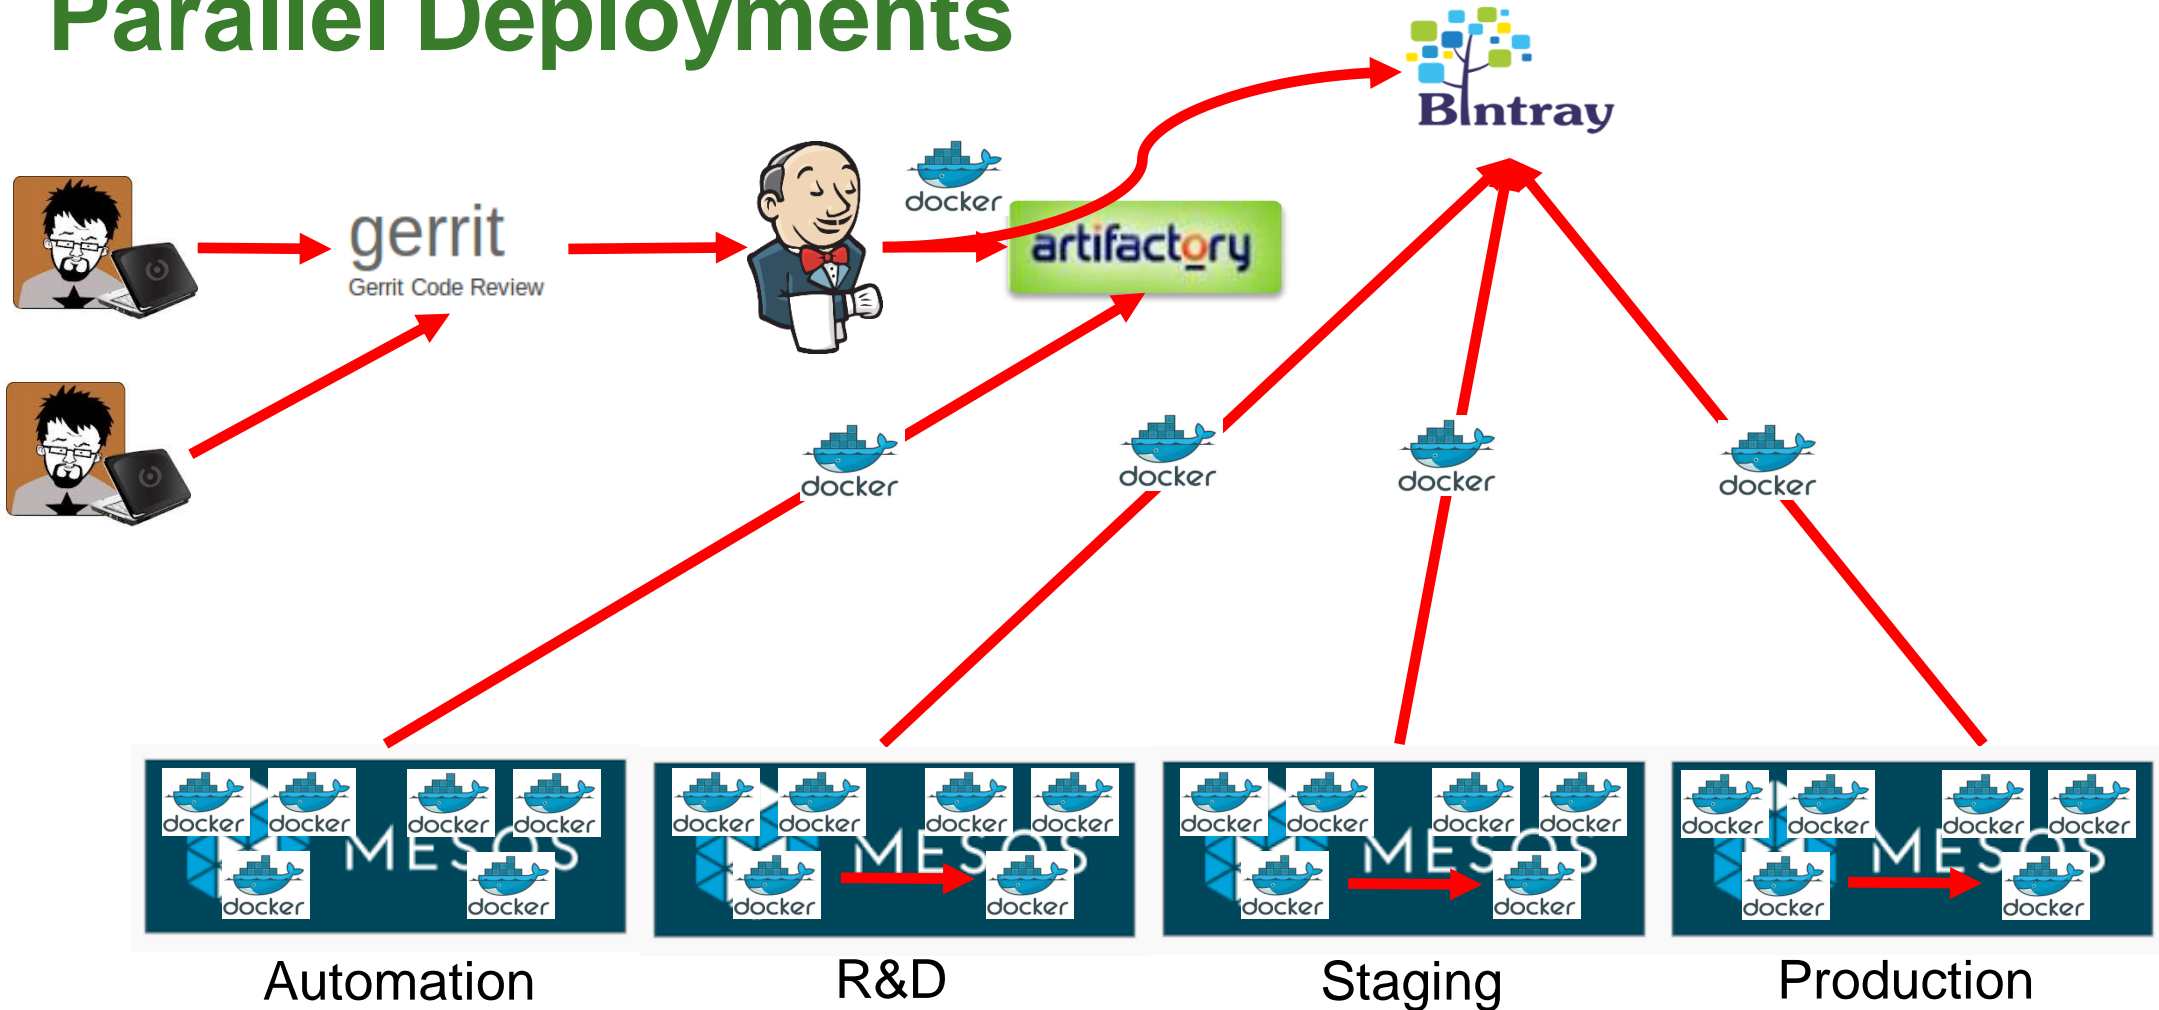 Parallel Deployments
Bintray
docker
gerrit
Gerrit Code Review
artifactory
docker
docker
docker
docker
docker docker docker docker
MESOS
docker docker
docker docker docker docker
MESOS
docker docker
docker docker docker docker
MESOS
docker docker
docker docker docker docker
MESOS
docker docker
Automation
R&D
Staging
Production